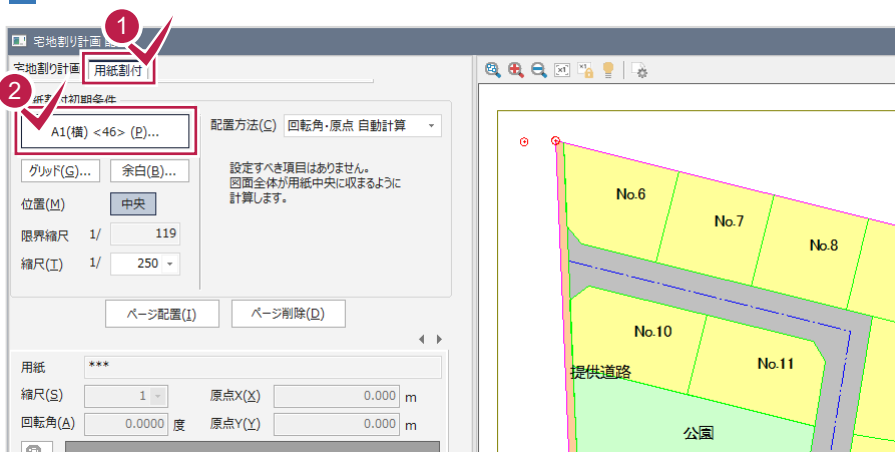 1
宅地割り計画
宅地割り計画 用紙割付
2
割付初期条件
A1(横) <46> (P)...
配置方法(C) 回転角・原点 自動計算
グリッド(G)... 余白(B)...
設定すべき項目はありません。
図面全体が用紙中央に収まるように
計算します。
位置(M) 中央
限界縮尺 1/ 119
縮尺(T) 1/ 250
ページ配置(I) ページ削除(D)
用紙 ***
縮尺(S) 1 原点X(X) 0.000 m
回転角(A) 0.0000 度 原点Y(Y) 0.000 m
×1
×1
No.6
No.7
No.8
No.10
No.11
提供道路
公園